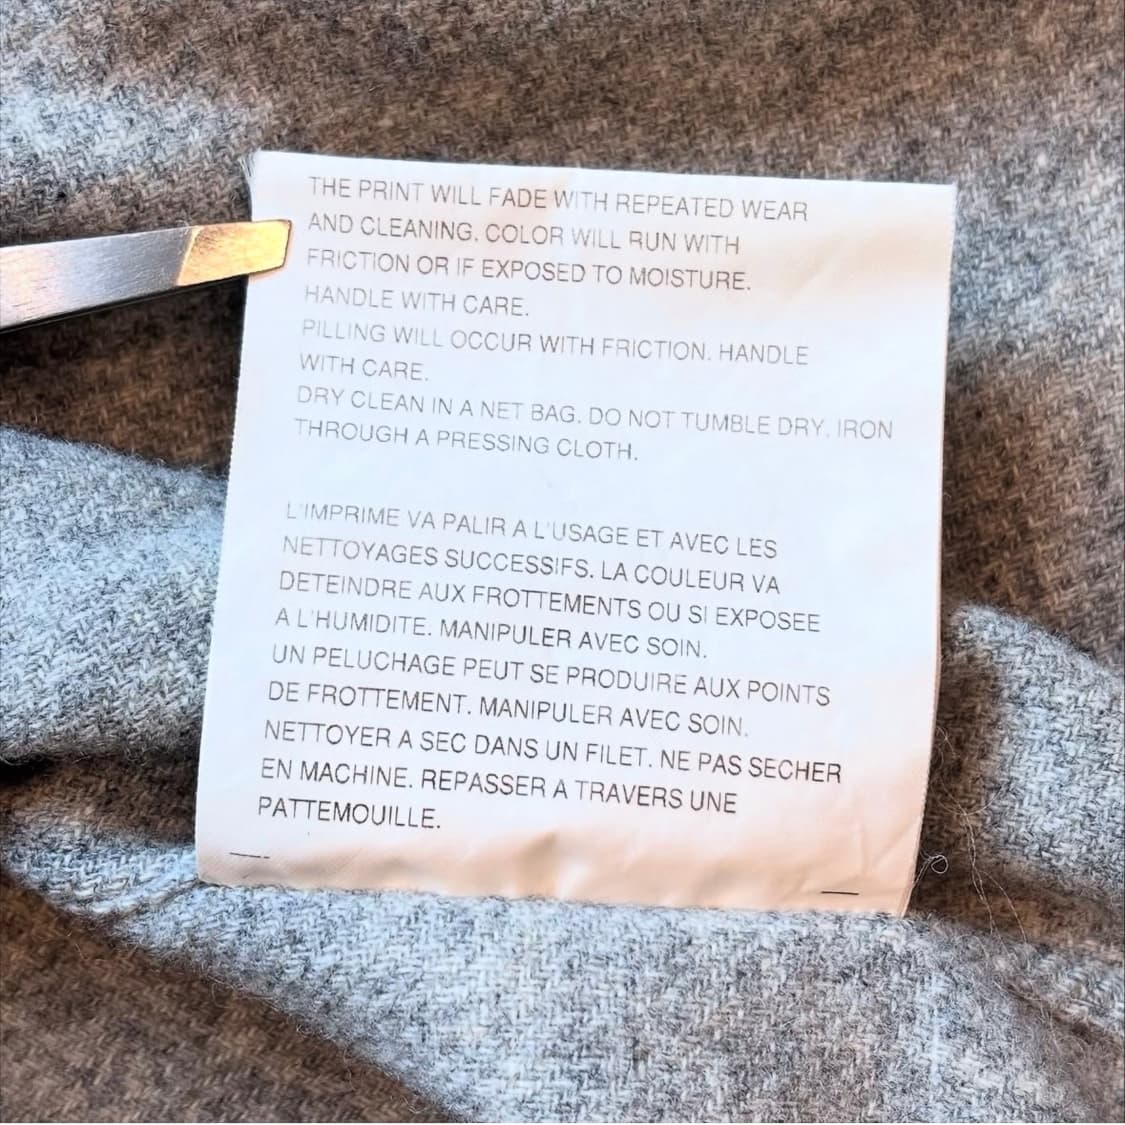 THE PRINT WILL FADE WITH REPEATED WEAR
AND CLEANING. COLOR WILL RUN WITH
FRICTION OR IF EXPOSED TO MOISTURE.
HANDLE WITH CARE.
PILLING WILL OCCUR WITH FRICTION. HANDLE
WITH CARE.
DRY CLEAN IN A NET BAG. DO NOT TUMBLE DRY. IRON
THROUGH A PRESSING CLOTH.
L'IMPRIME VA PALIR A L'USAGE ET AVEC LES
NETTOYAGES SUCCESSIFS. LA COULEUR VA
DETEINDRE AUX FROTTEMENTS OU SI EXPOSEE
A L'HUMIDITE. MANIPULER AVEC SOIN.
UN PELUCHAGE PEUT SE PRODUIRE AUX POINTS
DE FROTTEMENT. MANIPULER AVEC SOIN.
NETTOYER A SEC DANS UN FILET. NE PAS SECHER
EN MACHINE. REPASSER A TRAVERS UNE
PATTEMOUILLE.